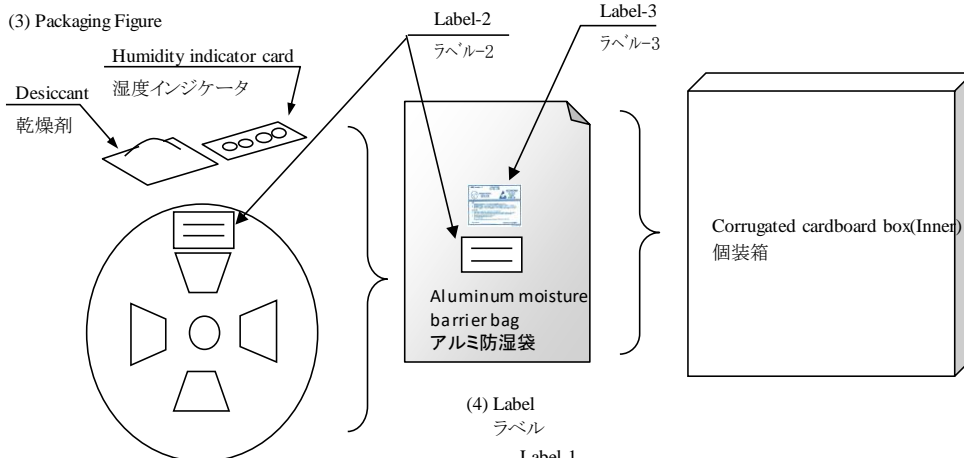 (3) Packaging Figure
Label-2
ラベル-2
Label-3
ラベル-3
Humidity indicator card
湿度インジケータ
Desiccant
乾燥剤
Corrugated cardboard box(Inner)
個装箱
Aluminum moisture
barrier bag
アルミ防湿袋
(4) Label
ラベル
Label-1